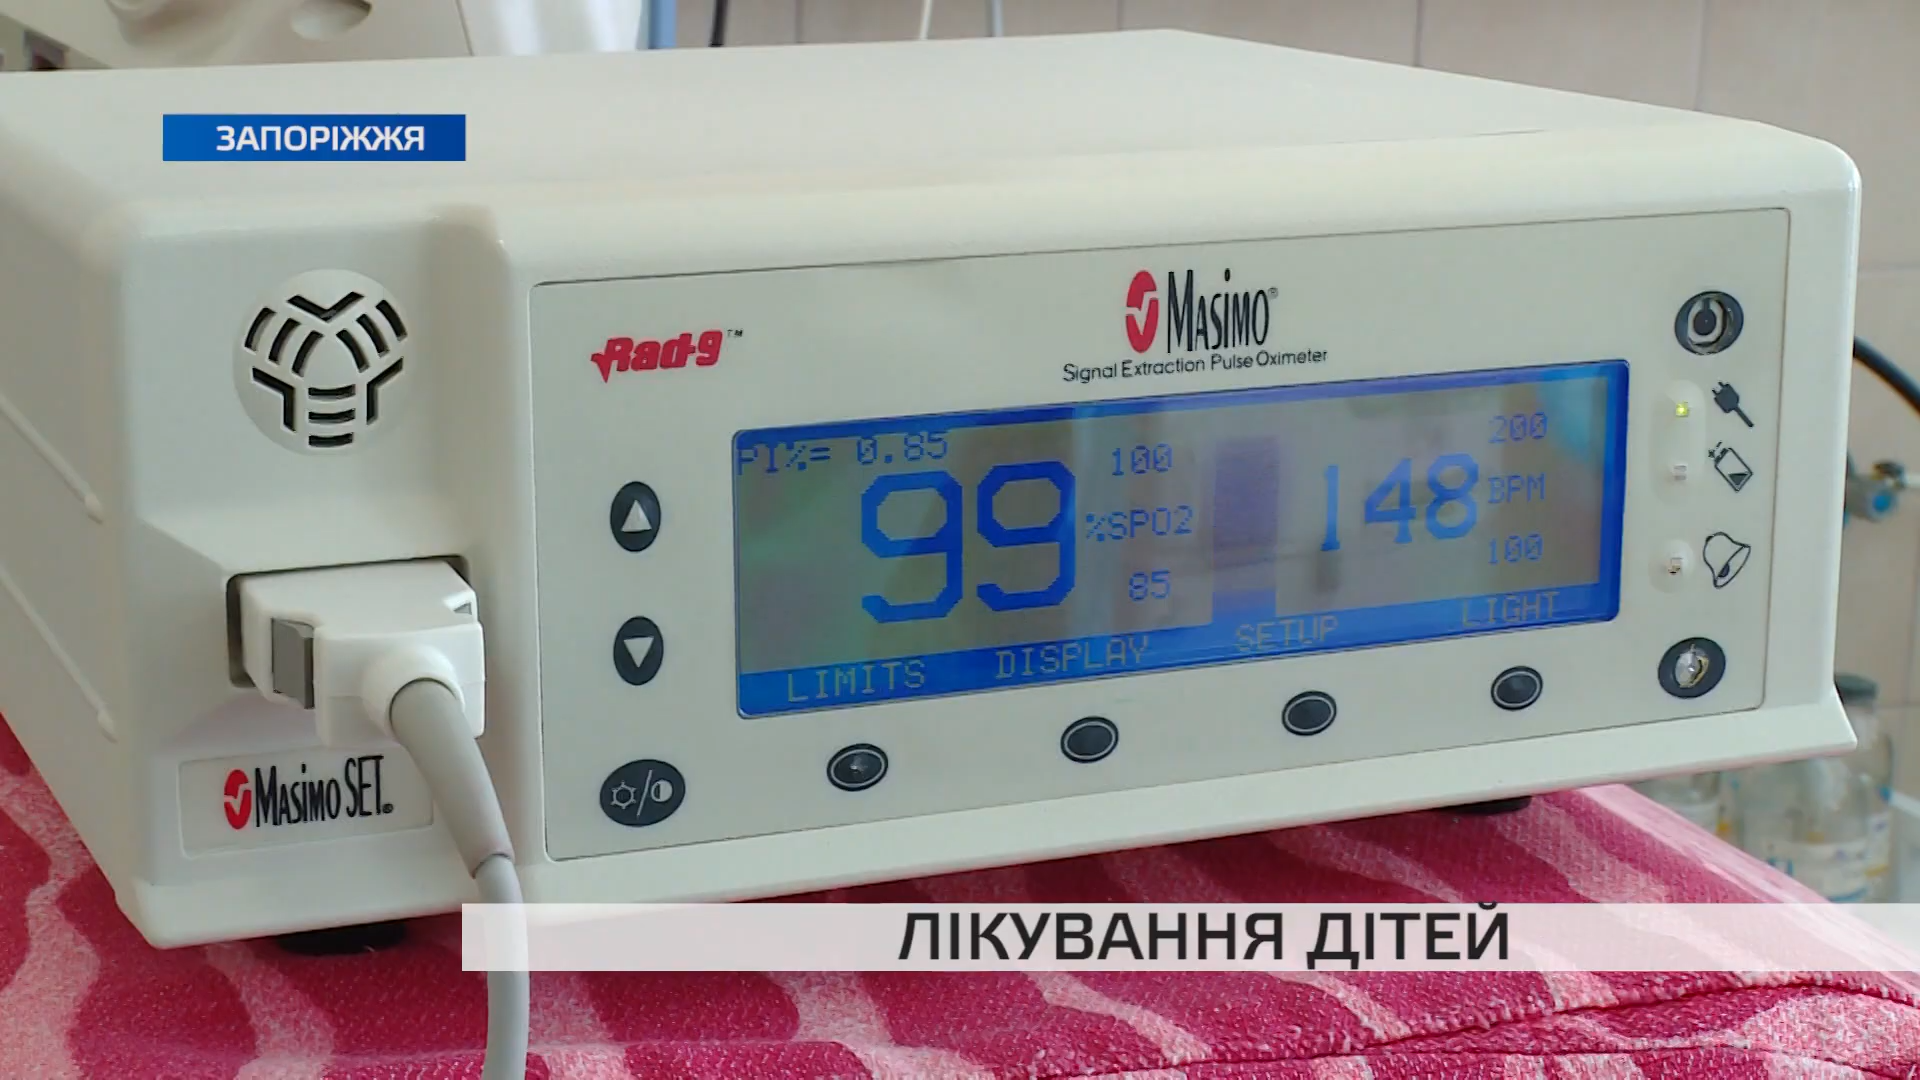 ЗАПОРІЖЖЯ
Masimo®
Signal Extraction Pulse Oximeter
Rad-9™
PI%= 0.85
99
100
%SPO2
85
148
200
BPM
100
LIMITS DISPLAY SETUP LIGHT
Masimo SET®
ЛІКУВАННЯ ДІТЕЙ